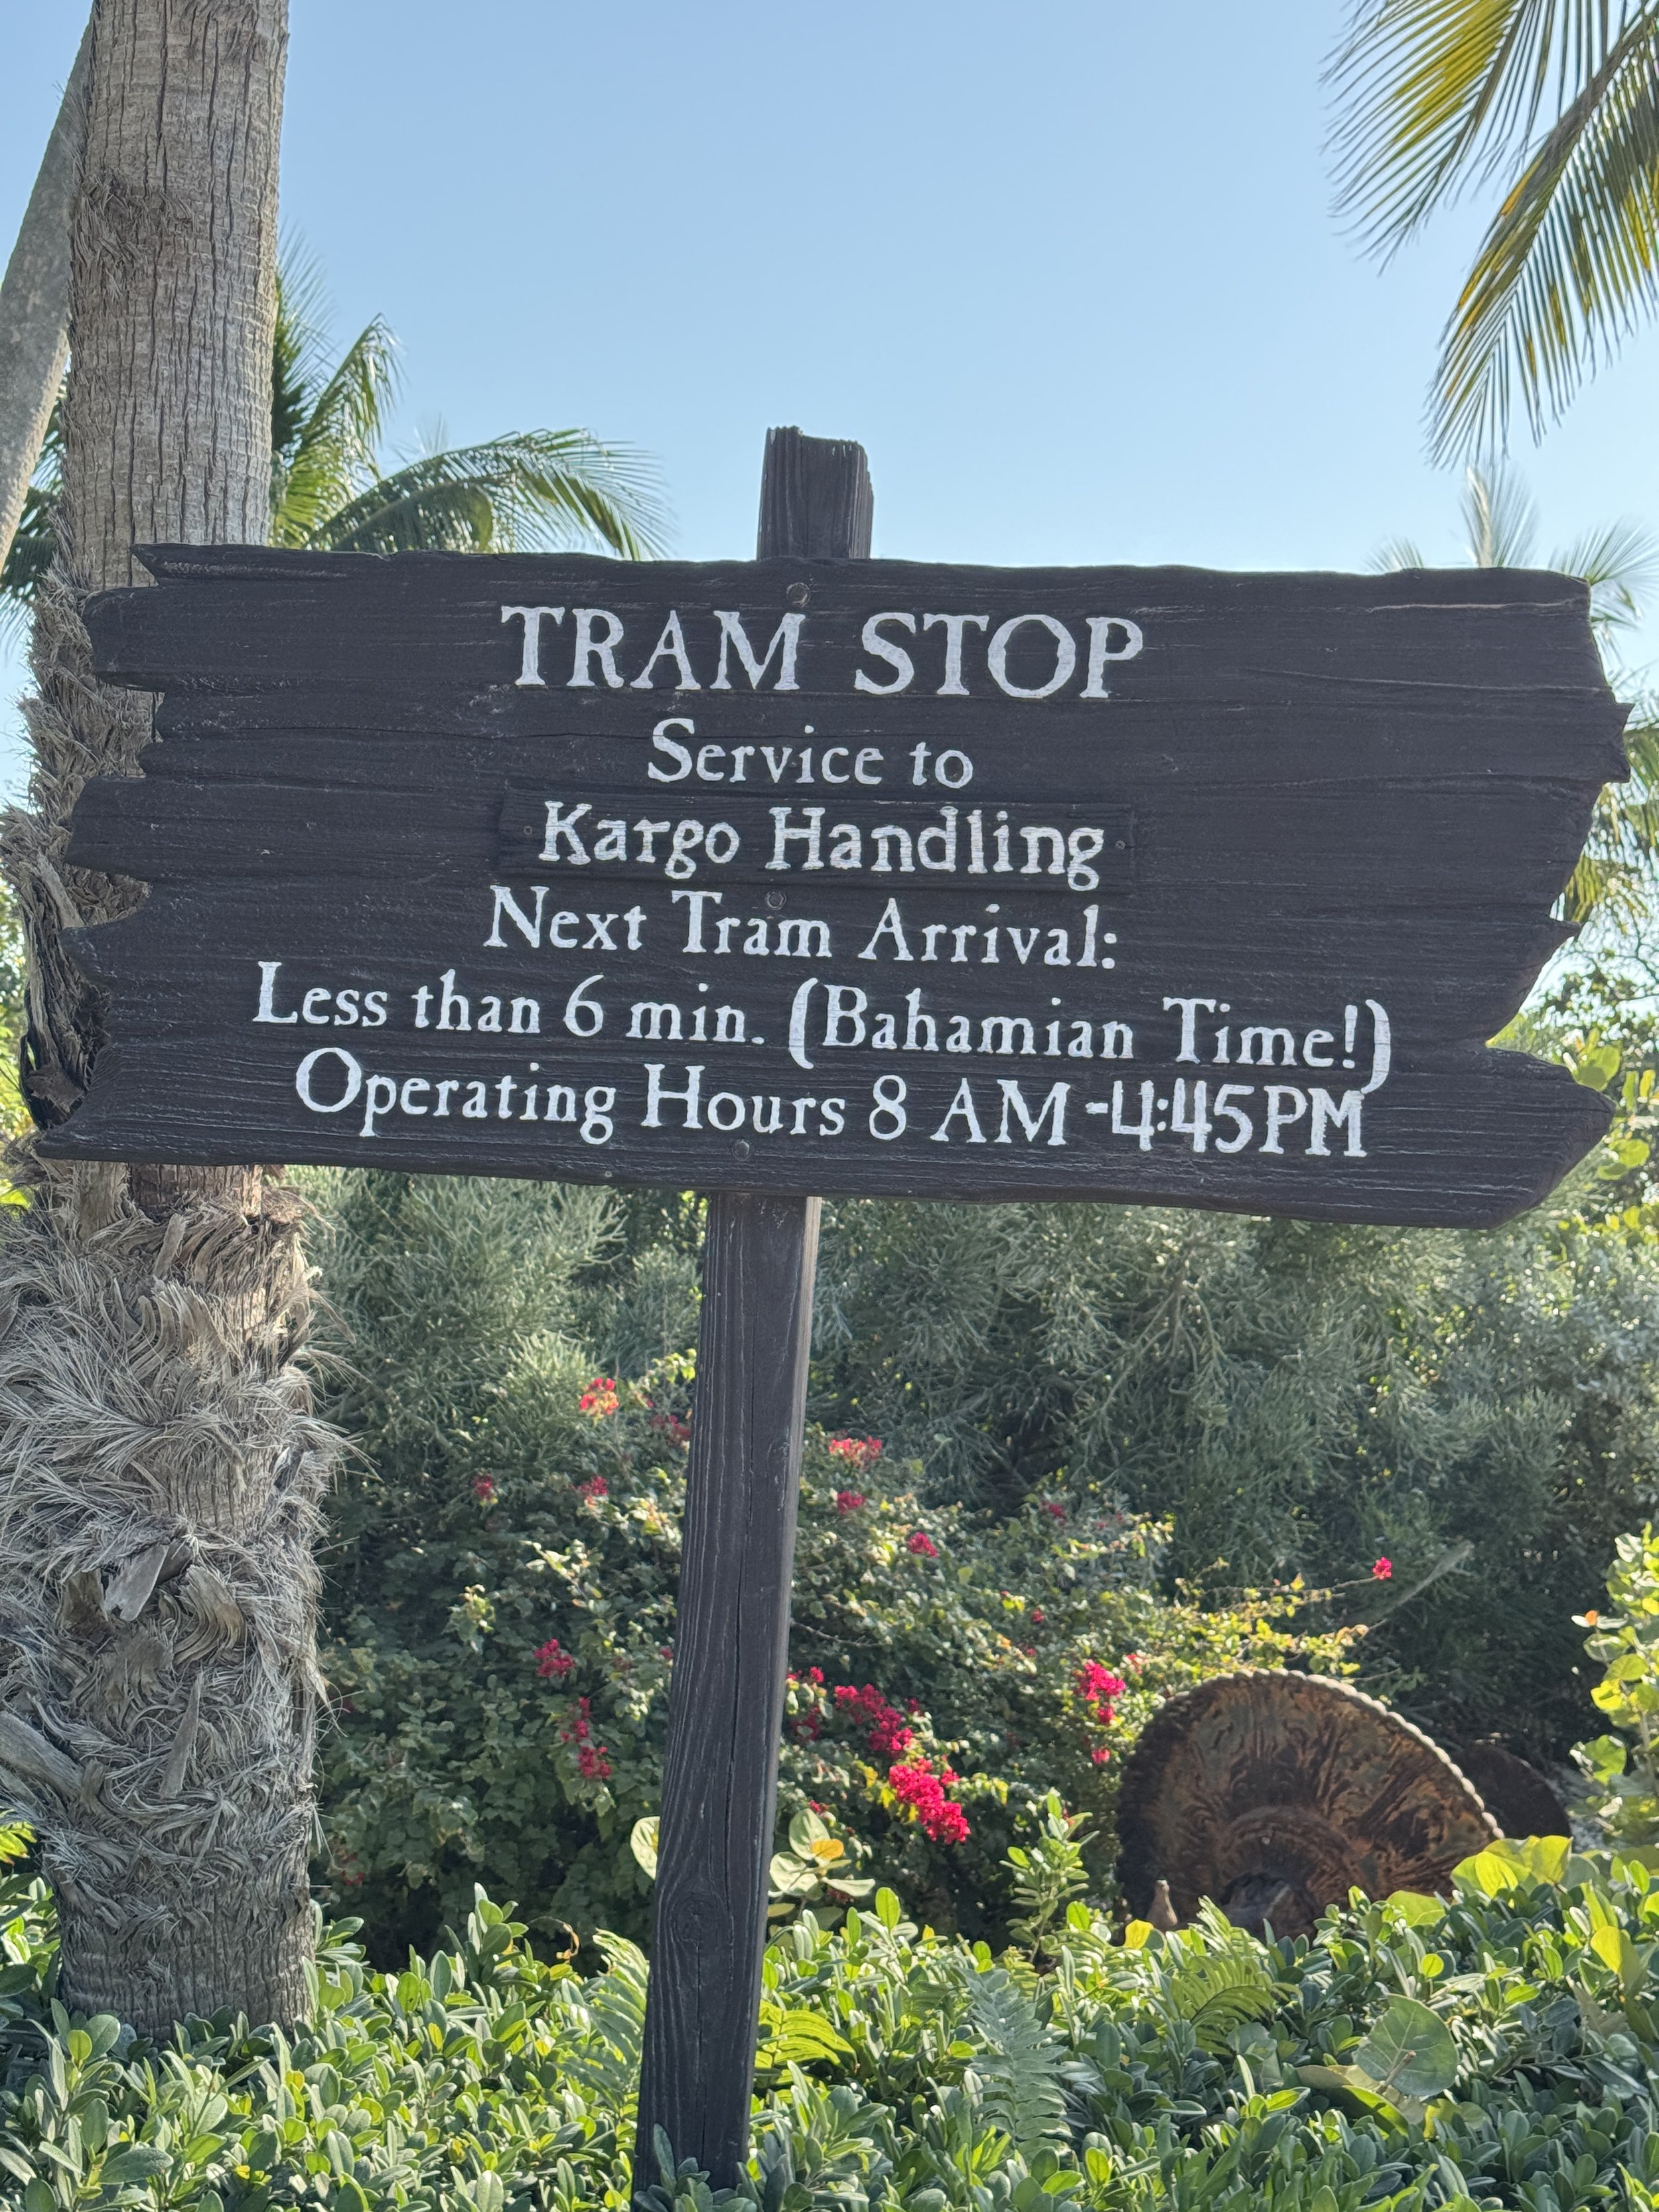 TRAM STOP
Service to
Kargo Handling
Next Tram Arrival:
Less than 6 min. (Bahamian Time!)
Operating Hours 8 AM -4:45PM